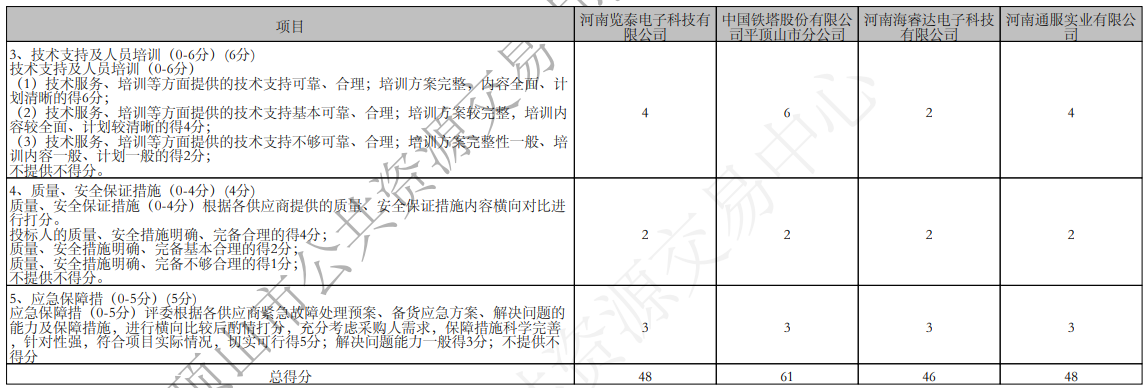 项目
河南览泰电子科技有
限公司
中国铁塔股份有限公
司平顶山市分公司
河南海睿达电子科技
有限公司
河南通服实业有限公
司
3、技术支持及人员培训（0-6分）(6分)
技术支持及人员培训（0-6分）
（1）技术服务、培训等方面提供的技术支持可靠、合理；培训方案完整，内容全面、计
划清晰的得6分；
（2）技术服务、培训等方面提供的技术支持基本可靠、合理；培训方案较完整，培训内
容较全面、计划较清晰的得4分；
（3）技术服务、培训等方面提供的技术支持不够可靠、合理；培训方案完整性一般、培
训内容一般、计划一般的得2分；
不提供不得分。
4
6
2
4
4、质量、安全保证措施（0-4分）(4分)
质量、安全保证措施（0-4分）根据各供应商提供的质量、安全保证措施内容横向对比进
行打分。
投标人的质量、安全措施明确、完备合理的得4分；
质量、安全措施明确、完备基本合理的得2分；
质量、安全措施明确、完备不够合理的得1分；
不提供不得分。
2
2
2
2
5、应急保障措（0-5分）(5分)
应急保障措（0-5分）评委根据各供应商紧急故障处理预案、备货应急方案、解决问题的
能力及保障措施，进行横向比较后酌情打分，充分考虑采购人需求，保障措施科学完善
，针对性强，符合项目实际情况，切实可行得5分；解决问题能力一般得3分；不提供不
得分
3
3
3
3
总得分
48
61
46
48
顶山市公共资源交易
资源交易中心